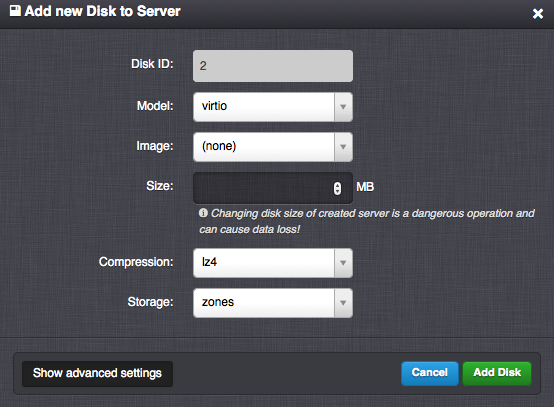 Add new Disk to Server
Disk ID: 2
Model: virtio
Image: (none)
Size: MB
Changing disk size of created server is a dangerous operation and
can cause data loss!
Compression: lz4
Storage: zones
Show advanced settings Cancel Add Disk